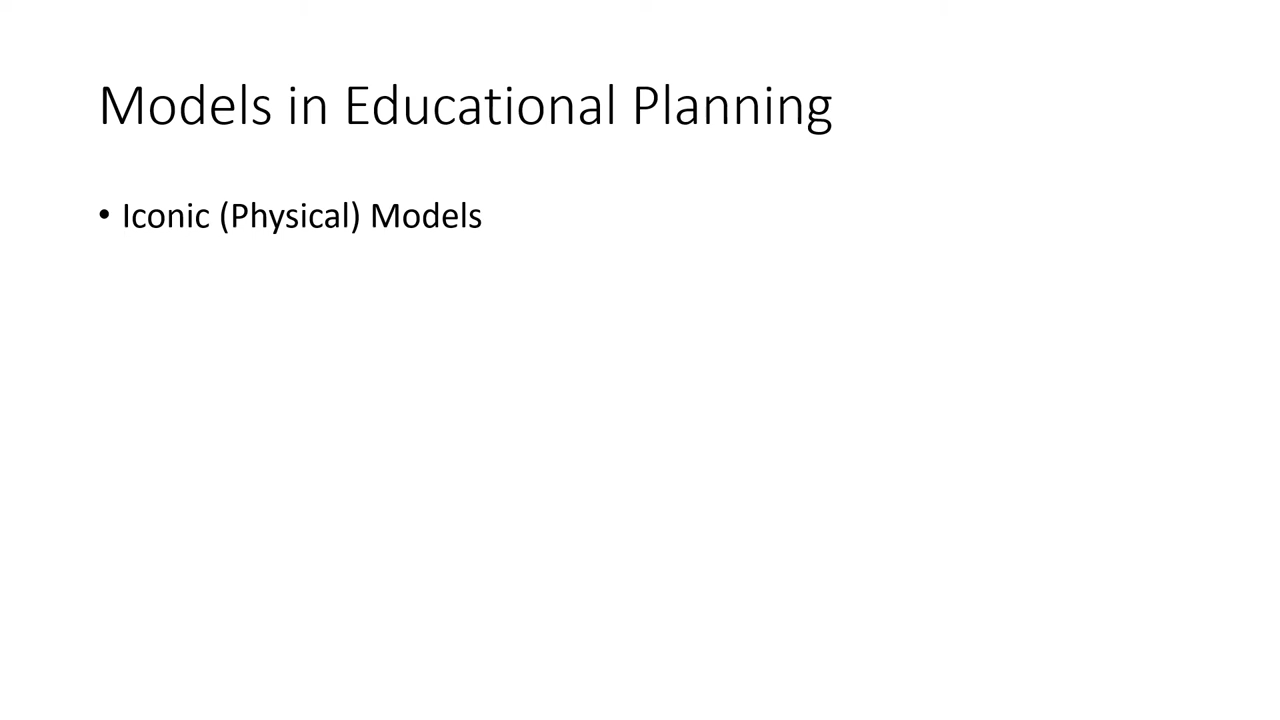 Models in Educational Planning
• Iconic (Physical) Models